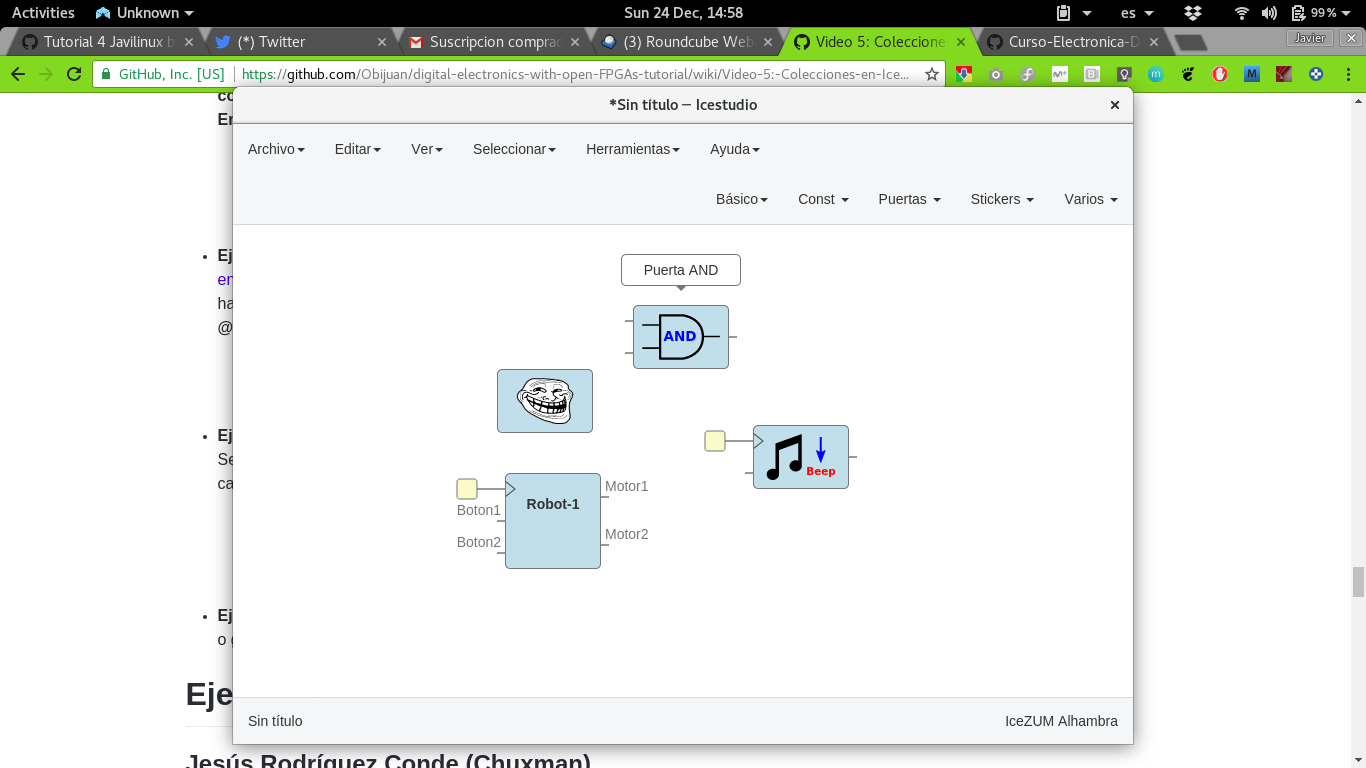 Activities
Unknown
Sun 24 Dec, 14:58
es
99%
Tutorial 4 Javilinux b
(*) Twitter
Suscripcion comprac
(3) Roundcube Web
Video 5: Coleccione
Curso-Electronica-D
Javier
GitHub, Inc. [US]
https://github.com/Obijuan/digital-electronics-with-open-FPGAs-tutorial/wiki/Video-5:-Colecciones-en-Ice...
*Sin título – Icestudio
Archivo
Editar
Ver
Seleccionar
Herramientas
Ayuda
Básico
Const
Puertas
Stickers
Varios
Puerta AND
AND
Beep
Robot-1
Boton1
Boton2
Motor1
Motor2
Sin título
IceZUM Alhambra
co
En
Ej
en
ha
@
Ej
Se
ca
Ej
o g
Eje
Jesús Rodríguez Conde (Chuxman)